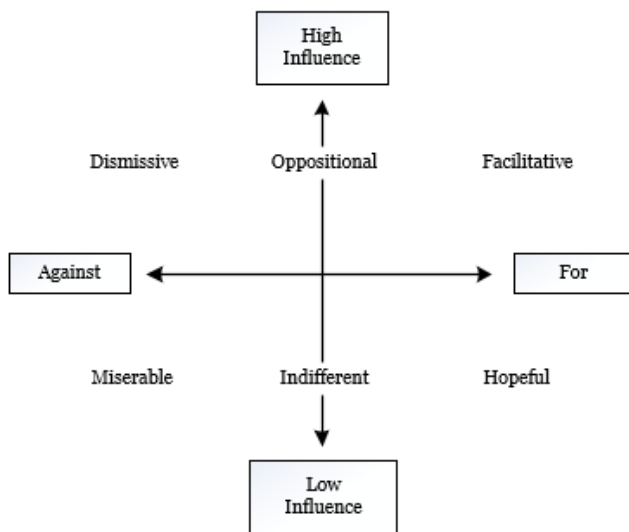 High
Influence
Dismissive Oppositional Facilitative
Against For
Miserable Indifferent Hopeful
Low
Influence